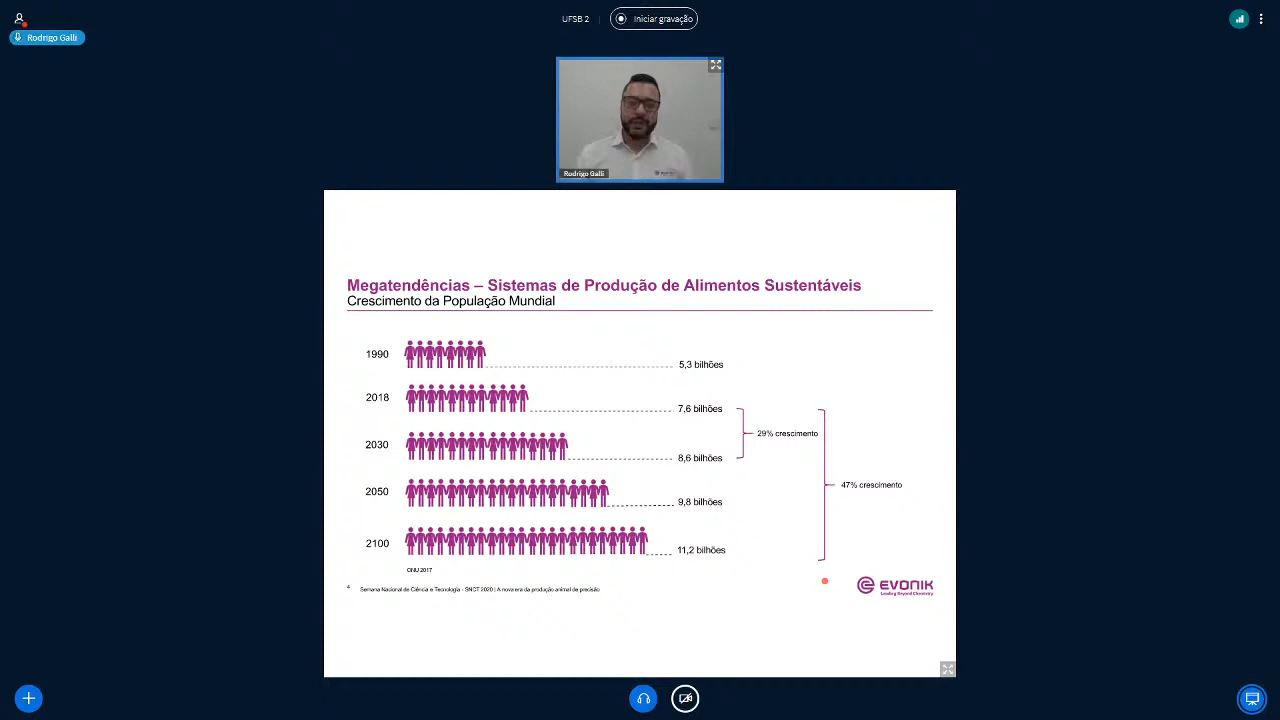 UFSB 2
Iniciar gravação
Rodrigo Galli
Rodrigo Galli
Megatendências – Sistemas de Produção de Alimentos Sustentáveis
Crescimento da População Mundial
1990
5,3 bilhões
2018
7,6 bilhões
29% crescimento
2030
8,6 bilhões
47% crescimento
2050
9,8 bilhões
2100
11,2 bilhões
ONU 2017
4
Semana Nacional de Ciência e Tecnologia - SNCT 2020 | A nova era da produção animal de precisão
EVONIK
Leading Beyond Chemistry